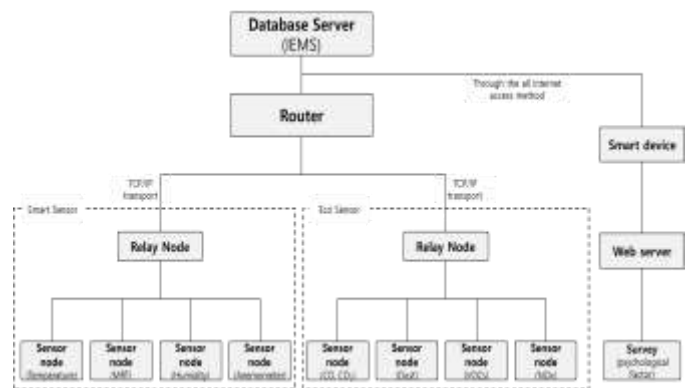 Database Server
(IEMS)
Through the all internet
access method
Router
Smart device
TCP/IP
transport
TCP/IP
transport
Smart Sensor
Eco Sensor
Relay Node
Relay Node
Web server
Sensor
node
(Temperature)
Sensor
node
(MRT)
Sensor
node
(Humidity)
Sensor
node
(Anemometer)
Sensor
node
(CO, CO₂)
Sensor
node
(Dust)
Sensor
node
(VOCs)
Sensor
node
Survey
(psychological
factor)